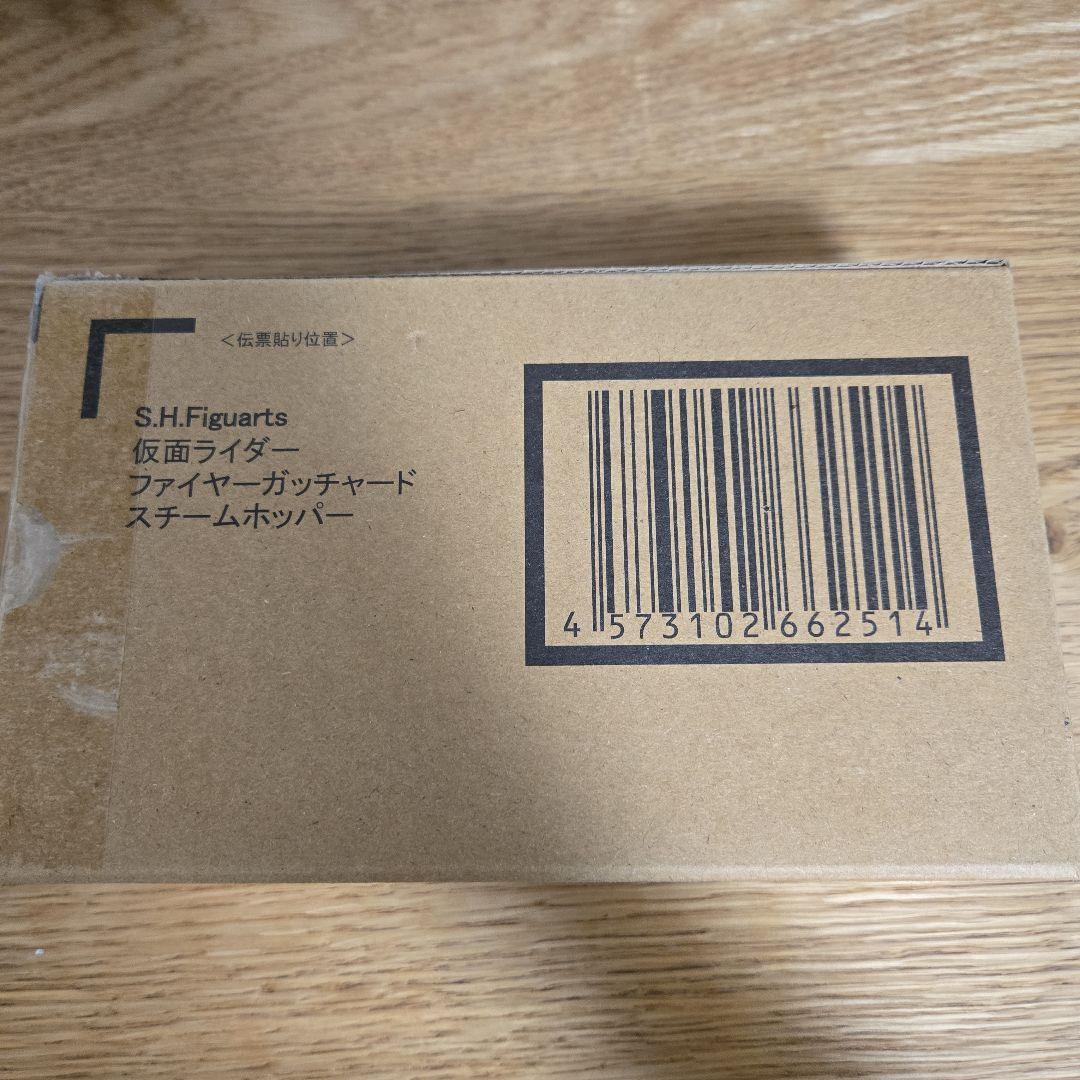 ＜伝票貼り位置＞
S.H.Figuarts
仮面ライダー
ファイヤーガッチャード
スチームホッパー
4 573102 662514